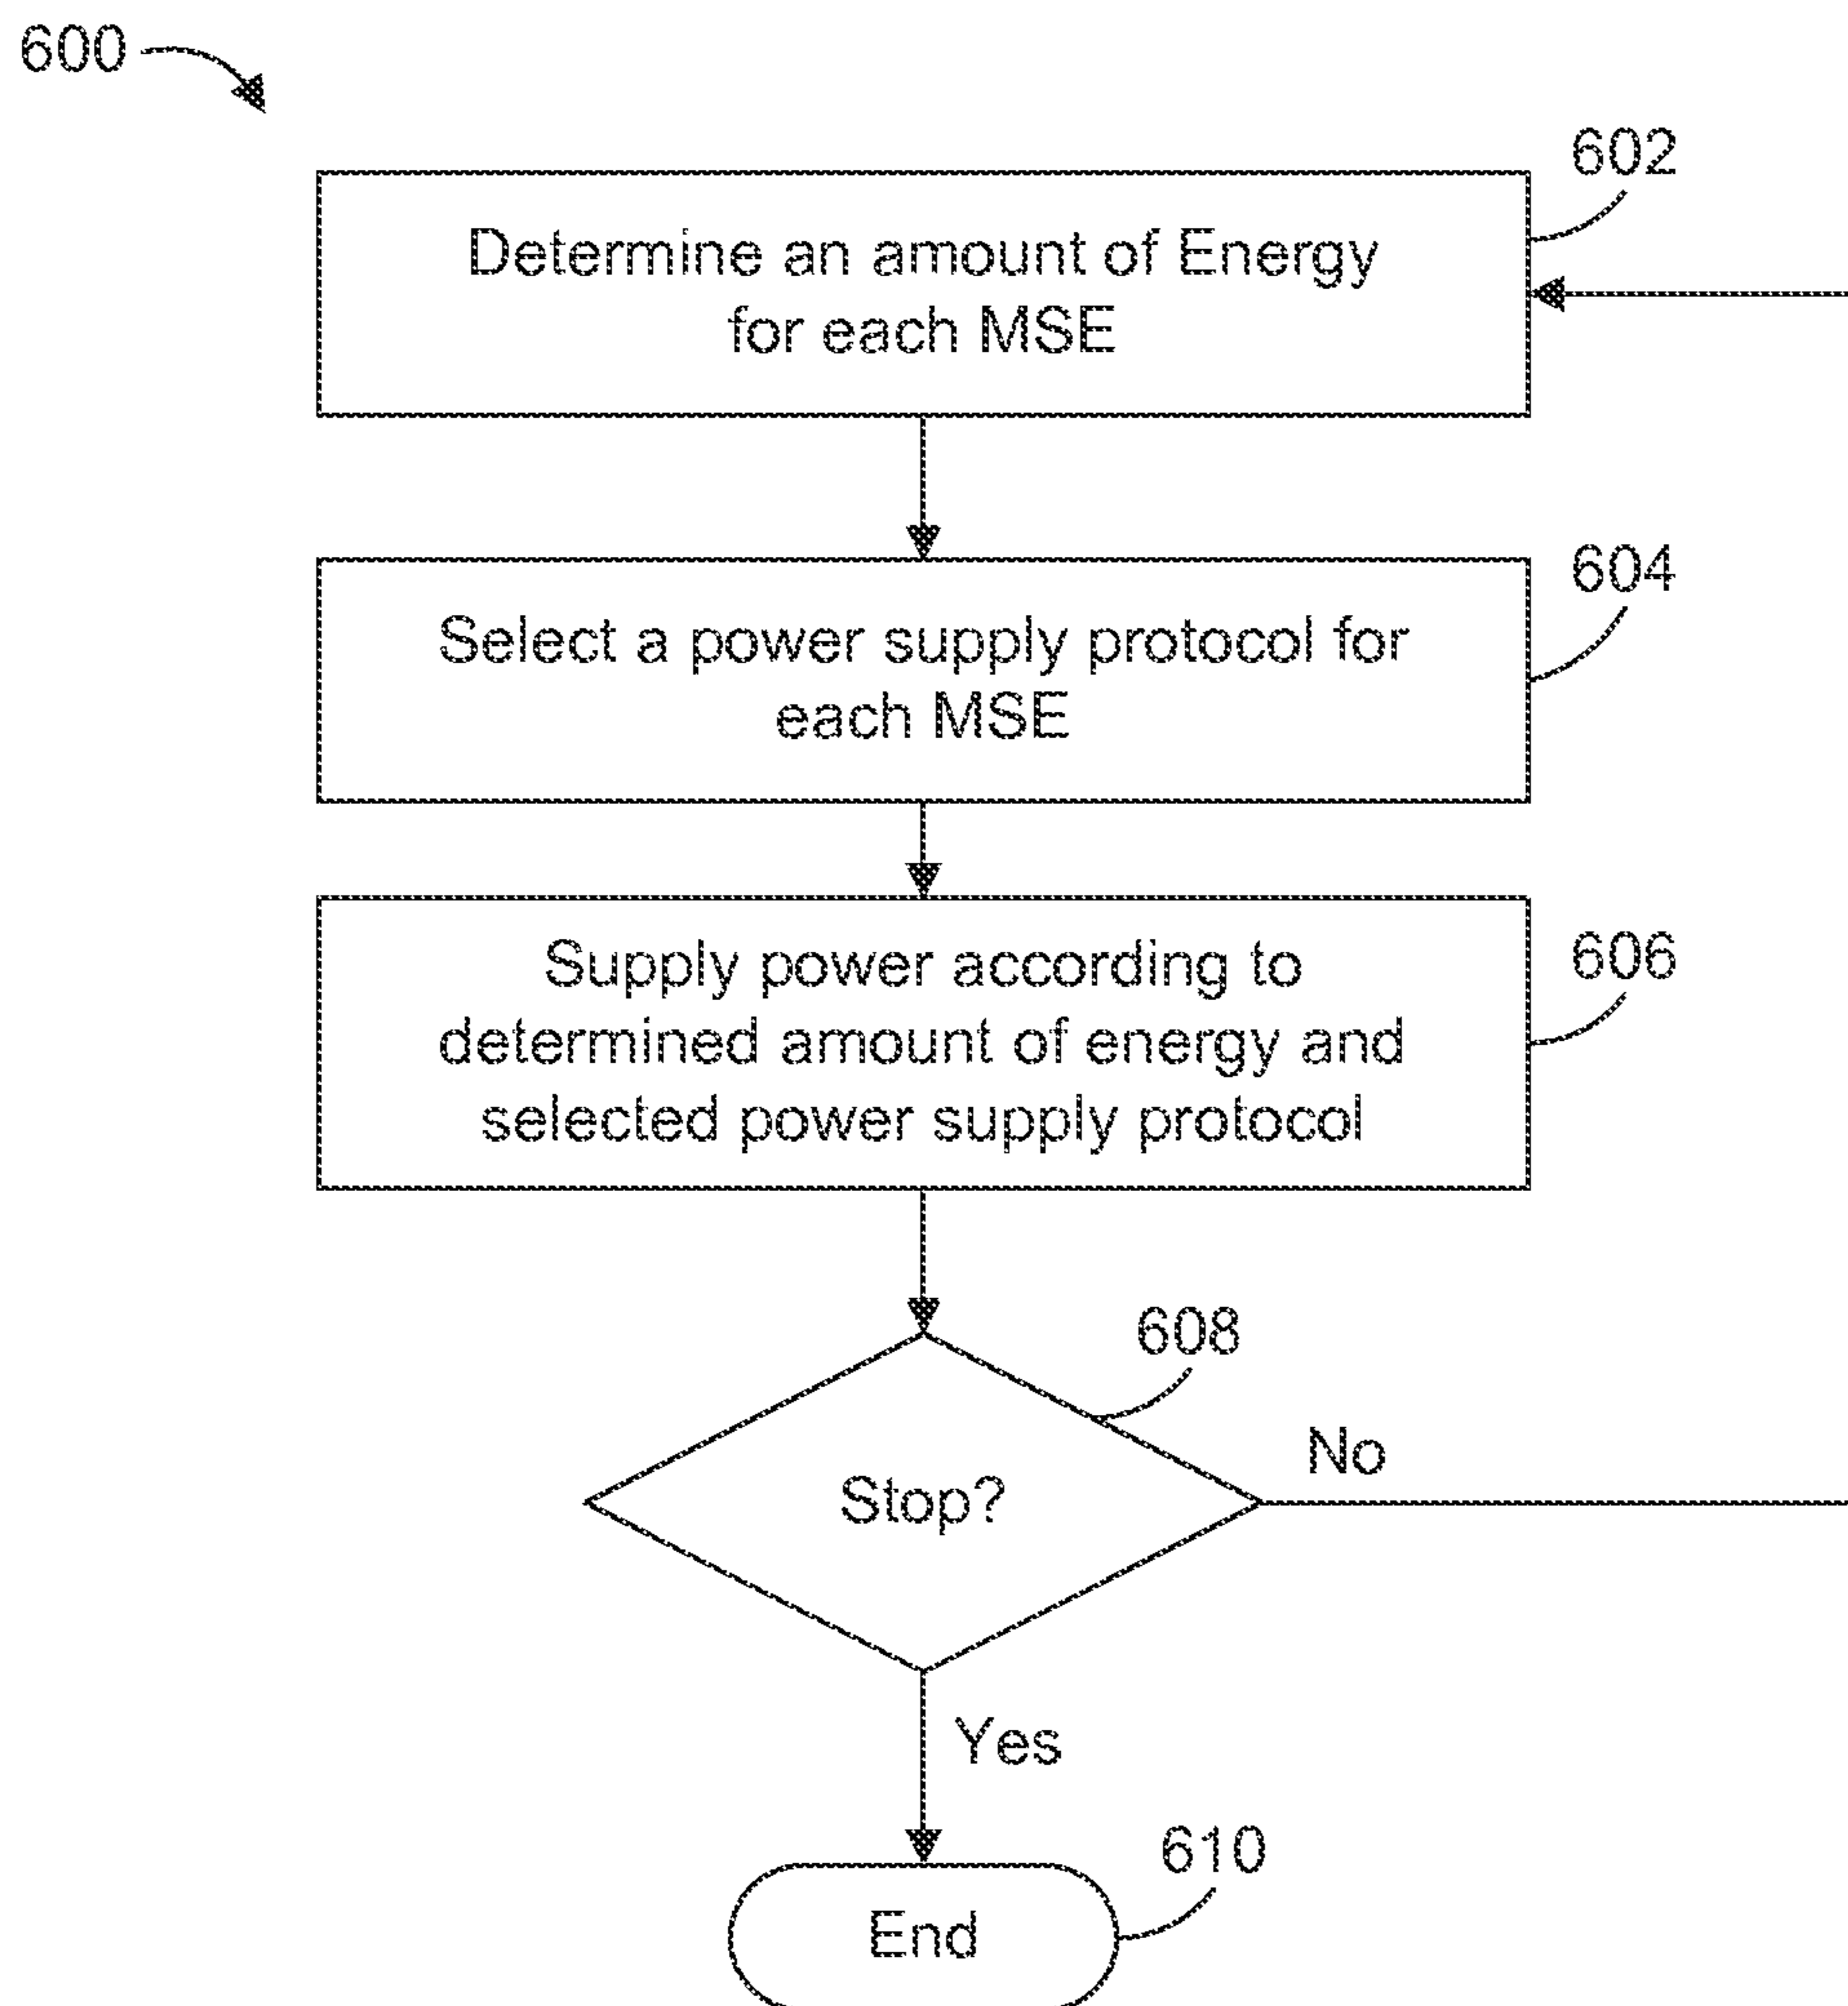 600
602
Determine an amount of Energy
for each MSE
604
Select a power supply protocol for
each MSE
606
Supply power according to
determined amount of energy and
selected power supply protocol
608
Stop?
No
Yes
610
End